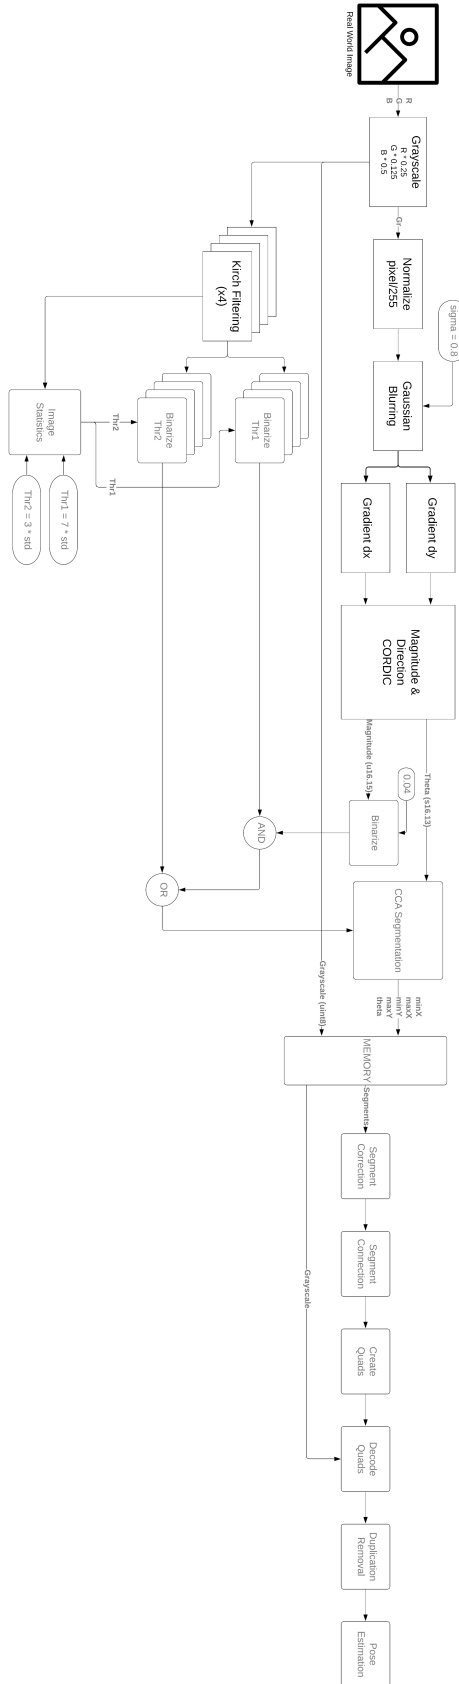 Real World Image
R
G
B
Grayscale
R * 0.25
G * 0.125
B * 0.5
Gr
Normalize
pixel/255
sigma = 0.8
Gaussian
Blurring
Gradient dy
Gradient dx
Magnitude &
Direction
CORDIC
Magnitude (u16.15)
Theta (s16.13)
0.04
Binarize
Kirch Filtering
(x4)
Binarize
Thr1
Binarize
Thr2
Image
Statistics
Thr2
Thr1
Thr1 = 7 * std
Thr2 = 3 * std
AND
OR
CCA Segmentation
minX
maxX
minY
maxY
theta
Grayscale (uint8)
MEMORY
Segments
Segment
Correction
Segment
Connection
Create
Quads
Grayscale
Decode
Quads
Duplication
Removal
Pose
Estimation